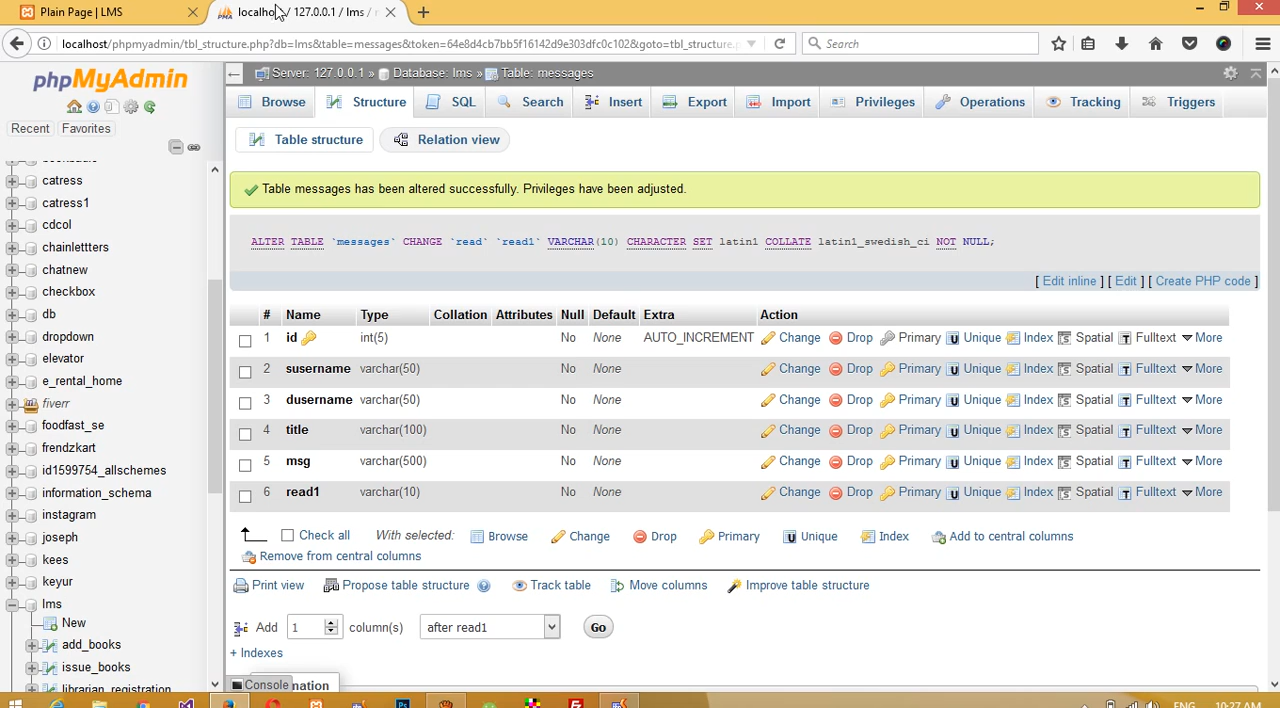 Plain Page | LMS
localhost / 127.0.0.1 / lms /
localhost/phpmyadmin/tbl_structure.php?db=lms&table=messages&token=64e8d4cb7bb5f16142d9e303dfc0c102&goto=tbl_structure.p
Search
phpMyAdmin
Server: 127.0.0.1 » Database: lms » Table: messages
Browse Structure SQL Search Insert Export Import Privileges Operations Tracking Triggers
Recent Favorites
Table structure Relation view
catress
catress1
cdcol
chainlettters
chatnew
checkbox
db
dropdown
elevator
e_rental_home
fiverr
foodfast_se
frendzkart
id1599754_allschemes
information_schema
instagram
joseph
kees
keyur
lms
New
add_books
issue_books
librarian_registration
Table messages has been altered successfully. Privileges have been adjusted.
ALTER TABLE `messages` CHANGE `read` `read1` VARCHAR(10) CHARACTER SET latin1 COLLATE latin1_swedish_ci NOT NULL;
[ Edit inline ] [ Edit ] [ Create PHP code ]
# Name Type Collation Attributes Null Default Extra Action
1 id int(5) No None AUTO_INCREMENT Change Drop Primary Unique Index Spatial Fulltext More
2 susername varchar(50) No None Change Drop Primary Unique Index Spatial Fulltext More
3 dusername varchar(50) No None Change Drop Primary Unique Index Spatial Fulltext More
4 title varchar(100) No None Change Drop Primary Unique Index Spatial Fulltext More
5 msg varchar(500) No None Change Drop Primary Unique Index Spatial Fulltext More
6 read1 varchar(10) No None Change Drop Primary Unique Index Spatial Fulltext More
Check all With selected: Browse Change Drop Primary Unique Index Add to central columns
Remove from central columns
Print view Propose table structure Track table Move columns Improve table structure
Add 1 column(s) after read1 Go
+ Indexes
Console
ENG 10:27 AM